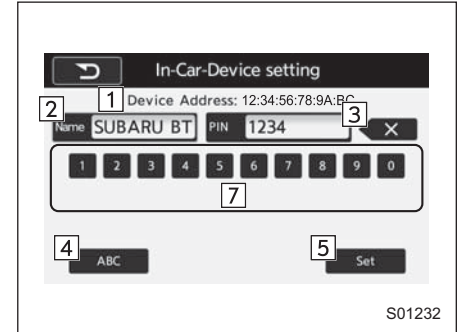 In-Car-Device setting
1 Device Address: 12:34:56:78:9A:BC
2 3
Name SUBARU BT PIN 1234 X
1 2 3 4 5 6 7 8 9 0
7
4 5
ABC Set
S01232